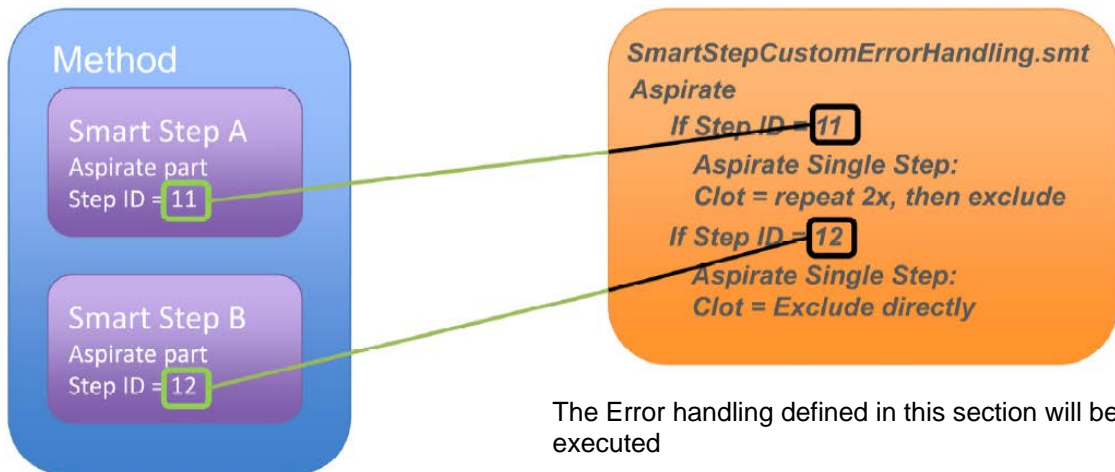 Method
Smart Step A
Aspirate part
Step ID = 11
Smart Step B
Aspirate part
Step ID = 12
SmartStepCustomErrorHandling.smt
Aspirate
If Step ID = 11
Aspirate Single Step:
Clot = repeat 2x, then exclude
If Step ID = 12
Aspirate Single Step:
Clot = Exclude directly
The Error handling defined in this section will be
executed